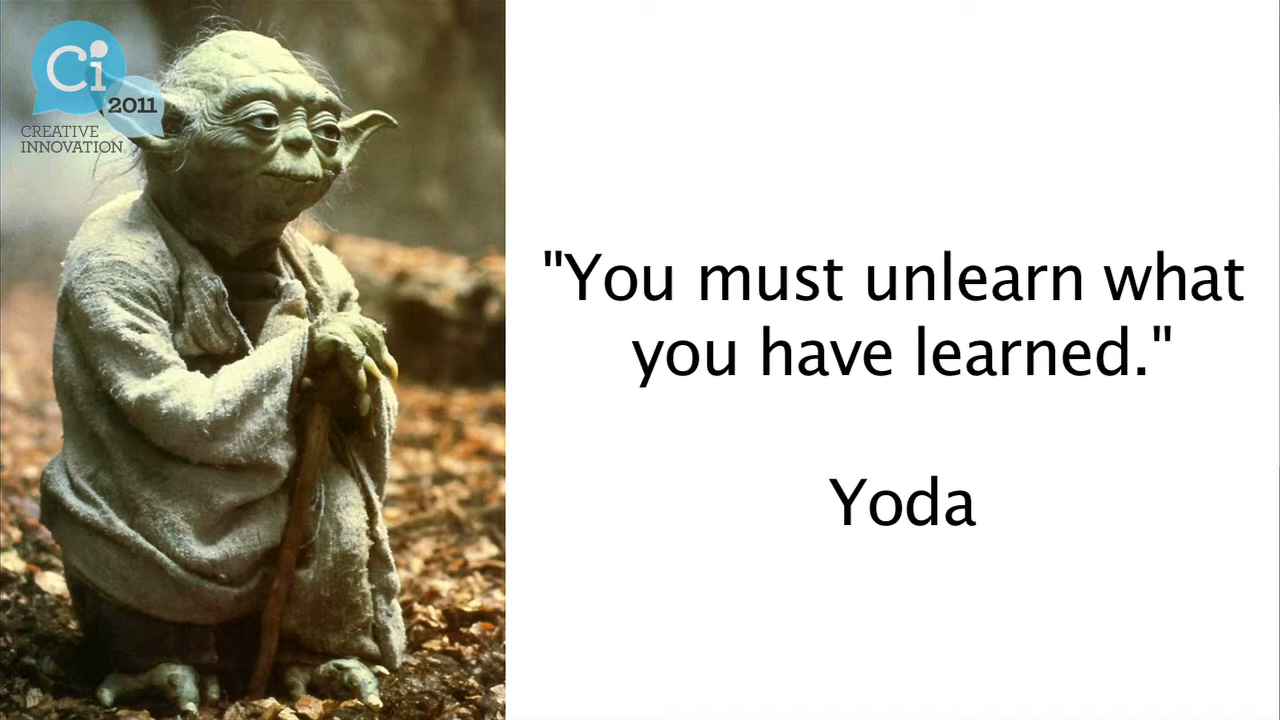 Ci
2011
CREATIVE
INNOVATION
"You must unlearn what
you have learned."
Yoda